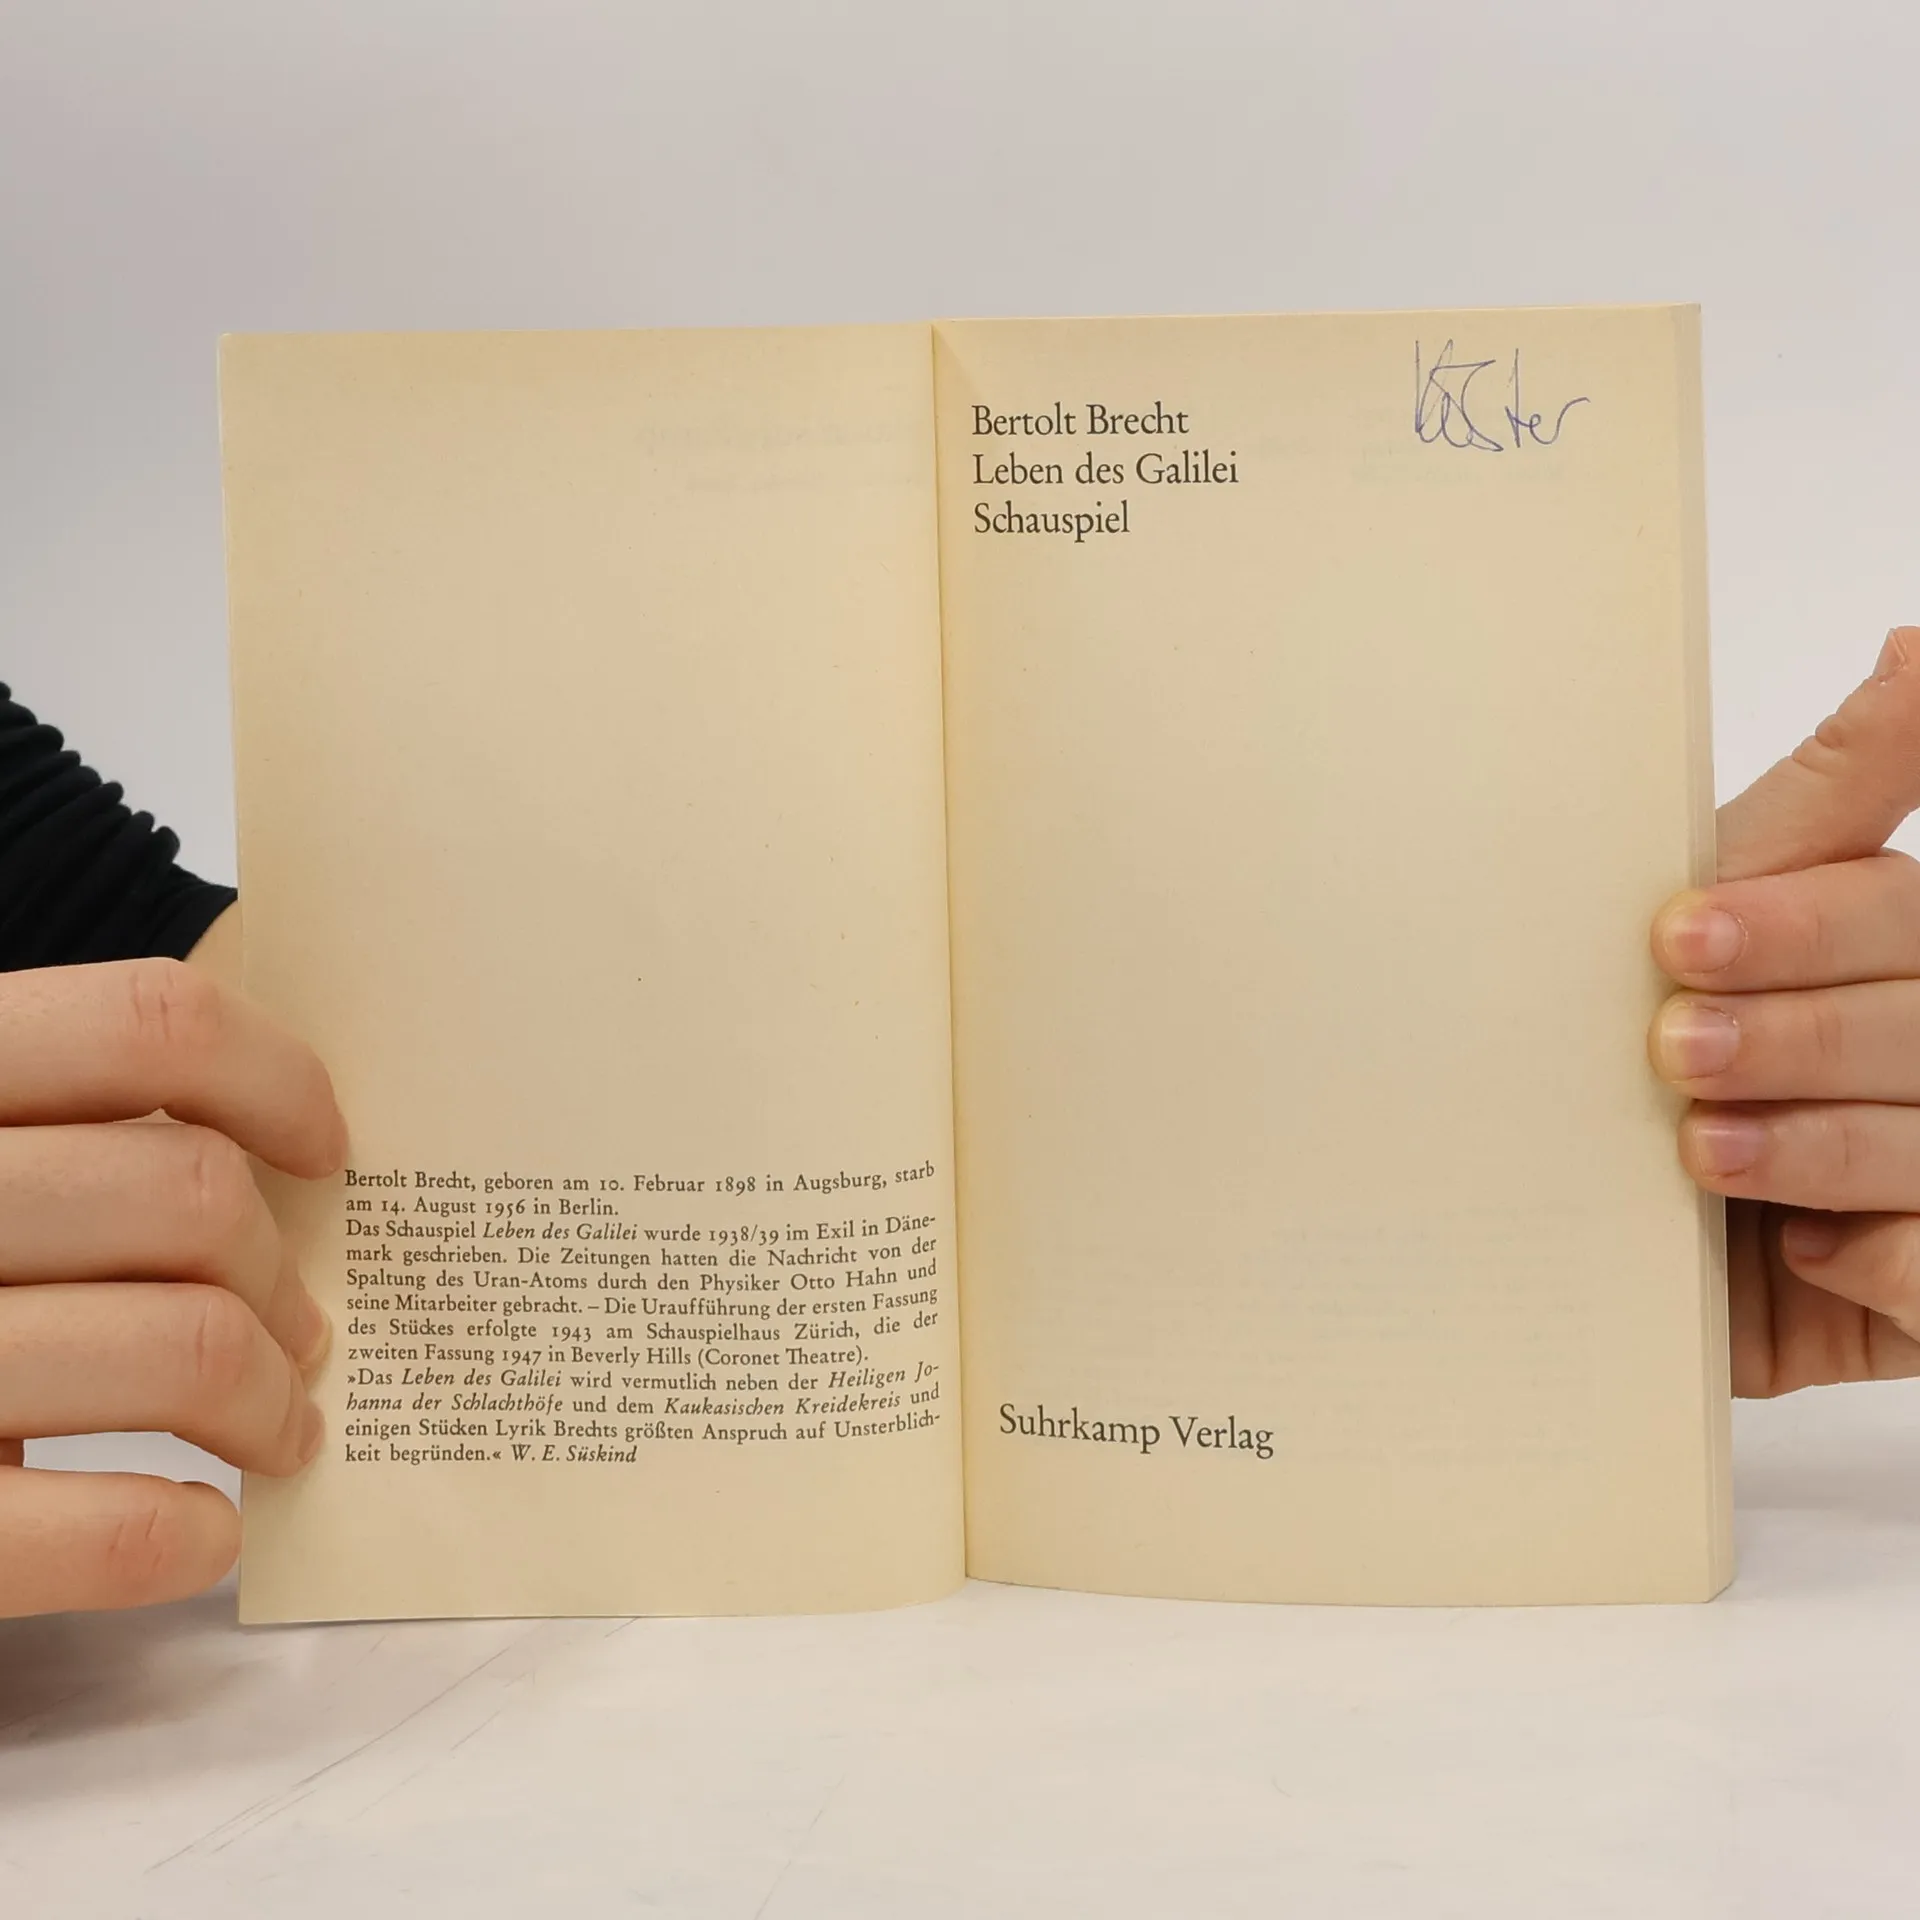 Bertolt Brecht, geboren am 10. Februar 1898 in Augsburg, starb
am 14. August 1956 in Berlin.
Das Schauspiel Leben des Galilei wurde 1938/39 im Exil in Däne-
mark geschrieben. Die Zeitungen hatten die Nachricht von der
Spaltung des Uran-Atoms durch den Physiker Otto Hahn und
seine Mitarbeiter gebracht. – Die Uraufführung der ersten Fassung
des Stückes erfolgte 1943 am Schauspielhaus Zürich, die der
zweiten Fassung 1947 in Beverly Hills (Coronet Theatre).
»Das Leben des Galilei wird vermutlich neben der Heiligen Jo-
hanna der Schlachthöfe und dem Kaukasischen Kreidekreis und
einigen Stücken Lyrik Brechts größten Anspruch auf Unsterblich-
keit begründen.« W. E. Süskind
Bertolt Brecht
Leben des Galilei
Schauspiel
Suhrkamp Verlag